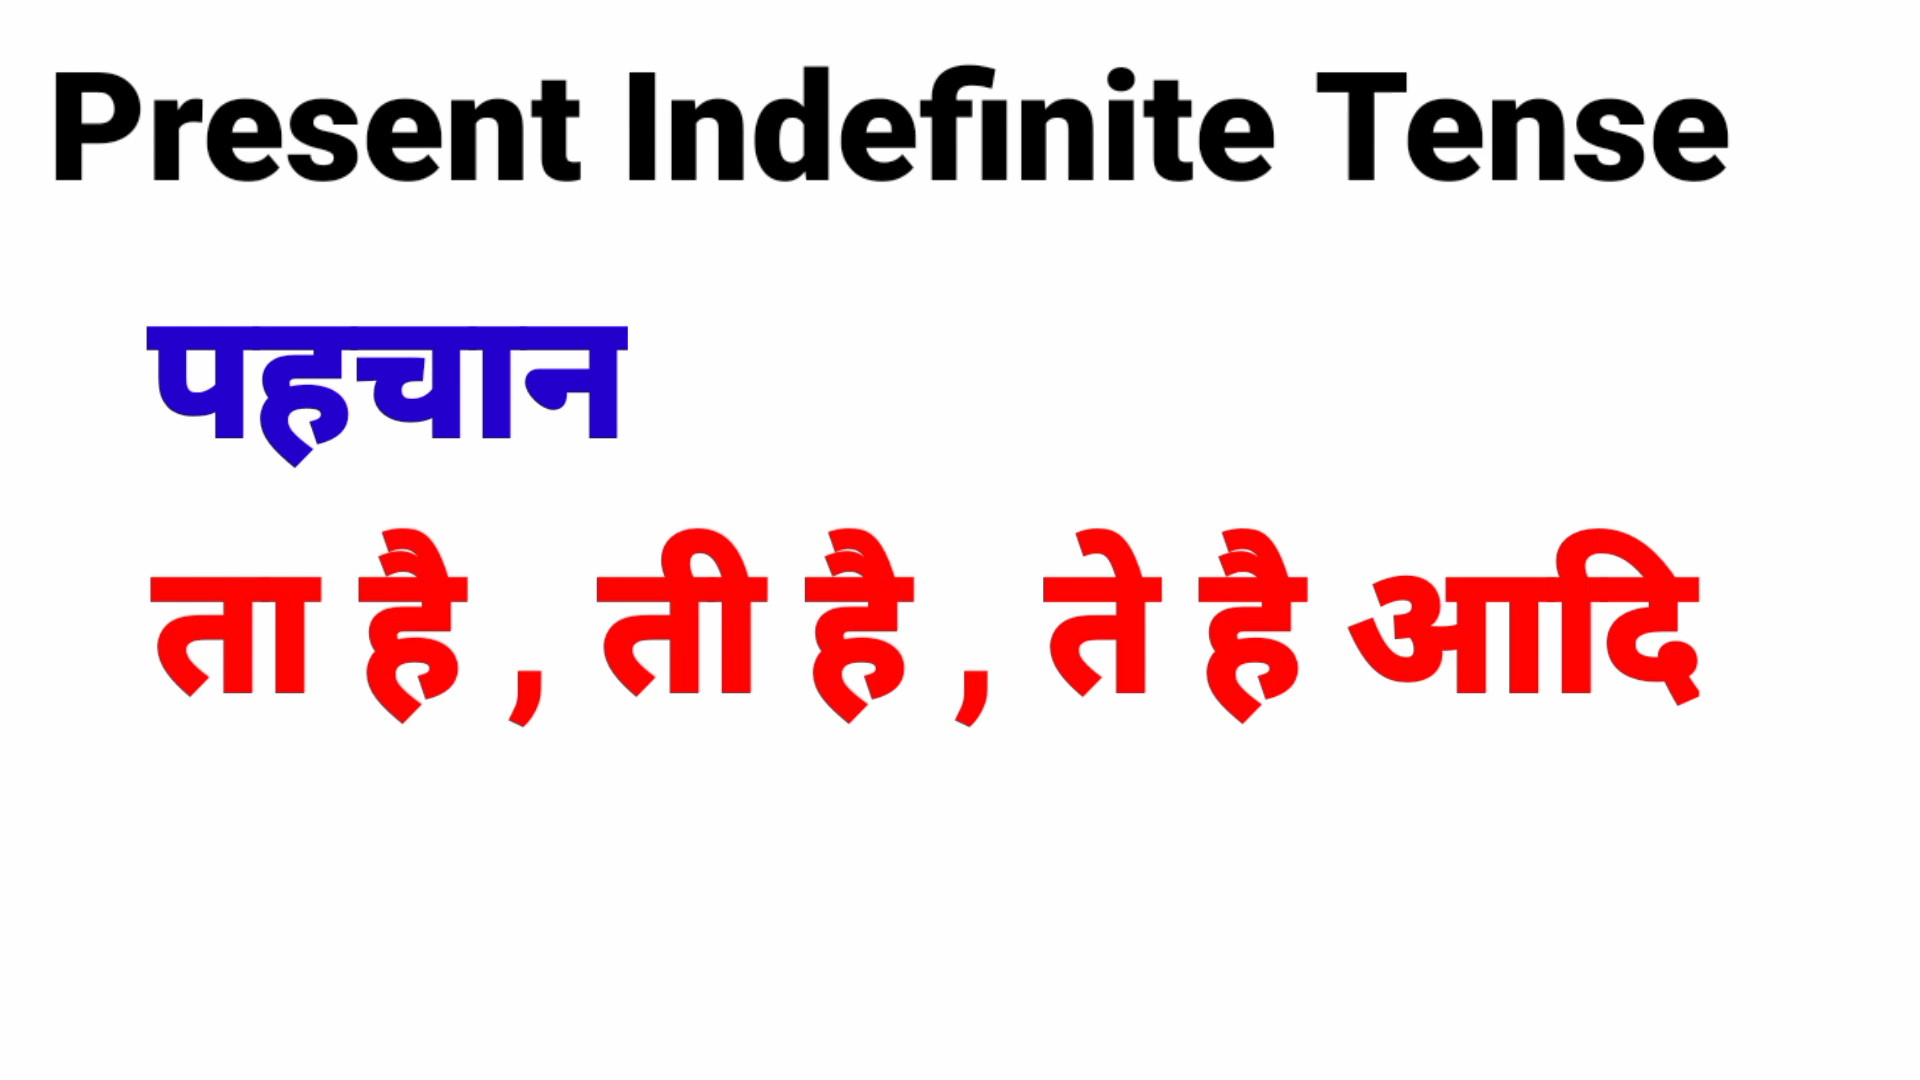 Present Indefinite Tense
पहचान
ता है , ती है , ते है आदि